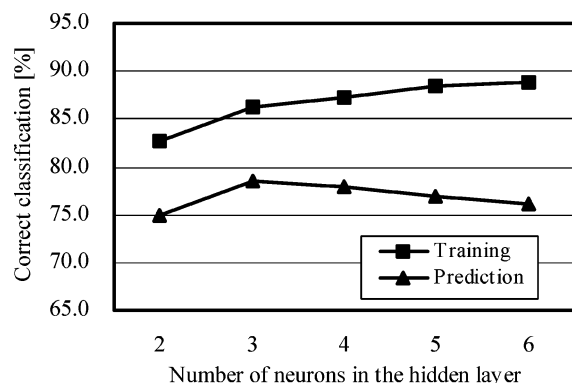 Correct classification [%]
95.0
90.0
85.0
80.0
75.0
70.0
65.0
Training
Prediction
2 3 4 5 6
Number of neurons in the hidden layer